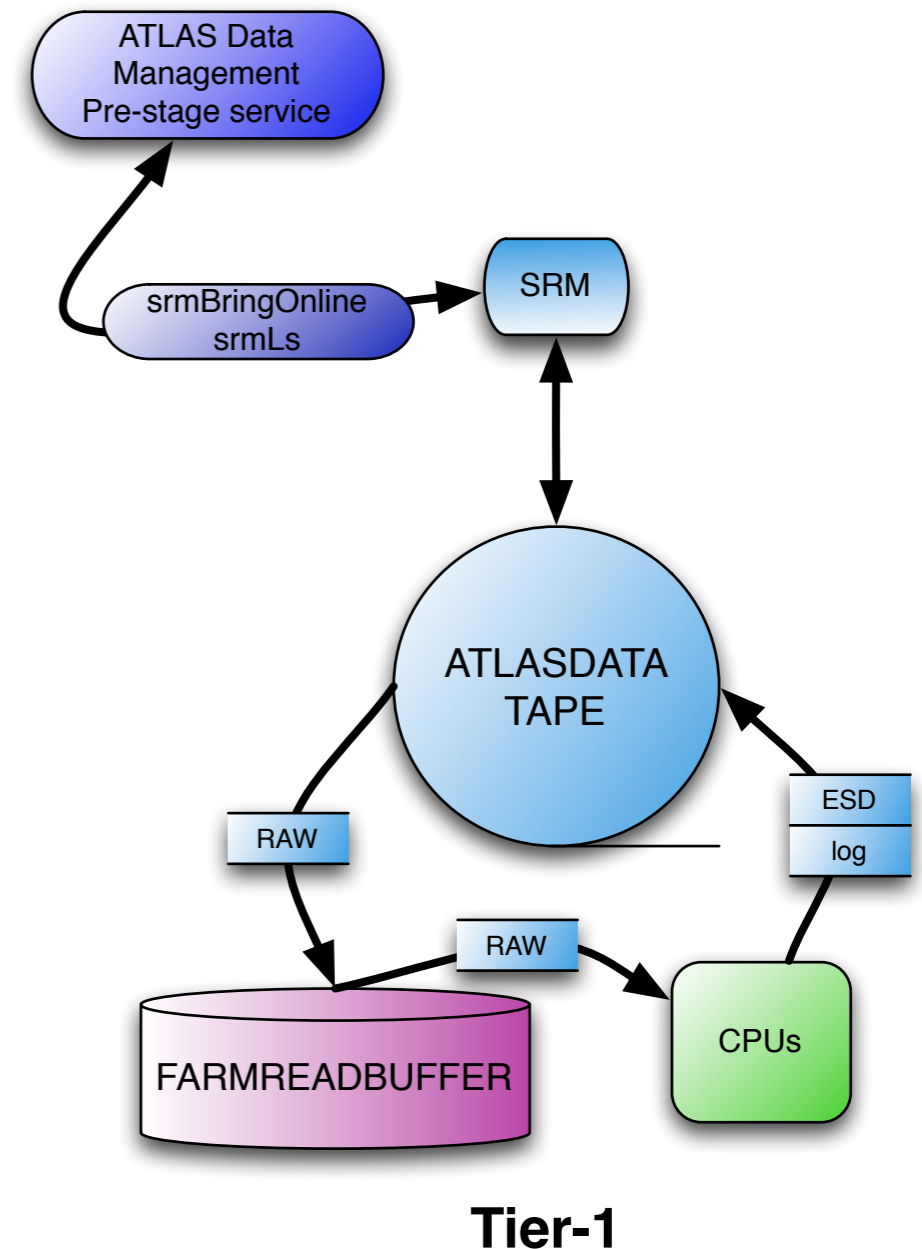 ATLAS Data
Management
Pre-stage service
srmBringOnline
srmLs
SRM
ATLASDATA
TAPE
ESD
log
RAW
RAW
CPUs
FARMREADBUFFER
Tier-1